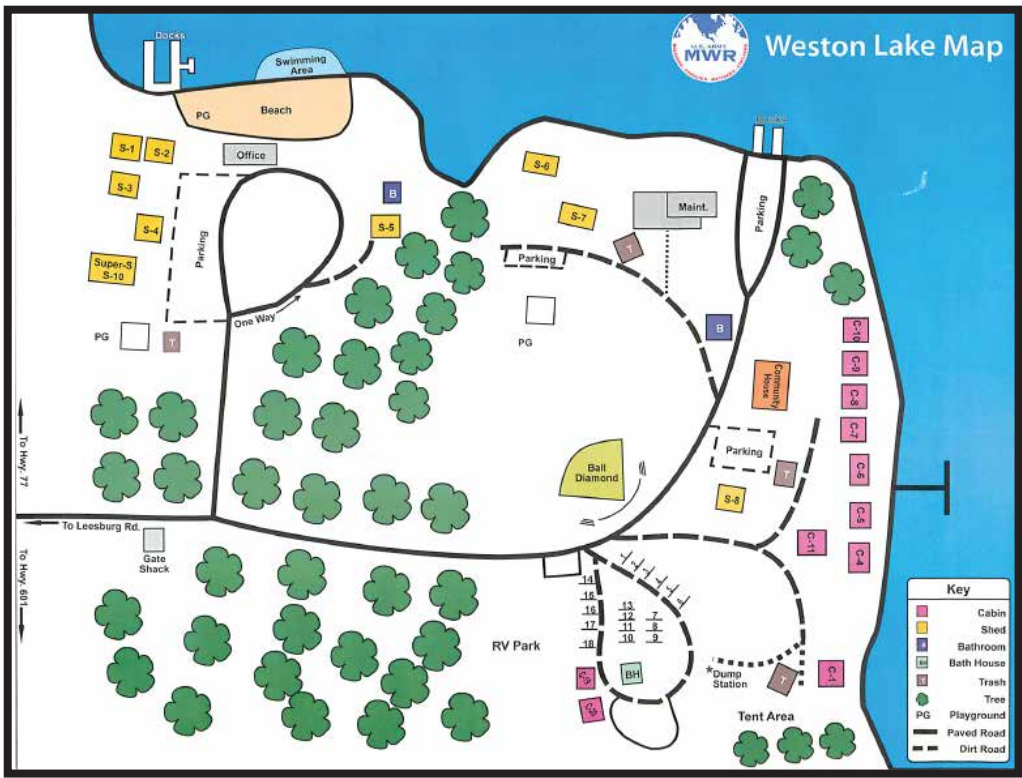 Weston Lake Map
U.S. ARMY
MWR
Docks
Swimming
Area
Beach
PG
S-1
S-2
Office
S-3
B
S-4
S-5
Parking
Super-S
S-10
One Way
PG
T
S-6
S-7
Maint.
T
Parking
Parking
PG
B
Community
House
C-10
C-9
C-8
C-7
C-6
C-5
C-4
C-11
C-1
Parking
T
S-8
Ball
Diamond
To Hwy. 77
To Leesburg Rd.
To Hwy. 601
Gate
Shack
RV Park
14
15
16
17
18
13
12
11
10
7
8
9
BH
Dump
Station
T
Tent Area
Key
Cabin
B
Shed
Bathroom
BH
Bath House
T
Trash
Tree
PG
Playground
Paved Road
Dirt Road